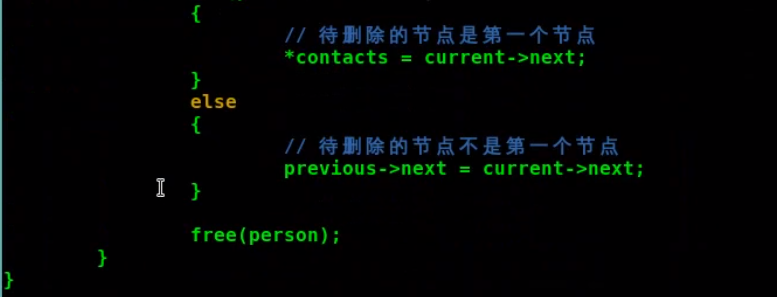 {
// 待删除的节点是第一个节点
*contacts = current->next;
}
else
{
// 待删除的节点不是第一个节点
previous->next = current->next;
}
free(person);
}
}